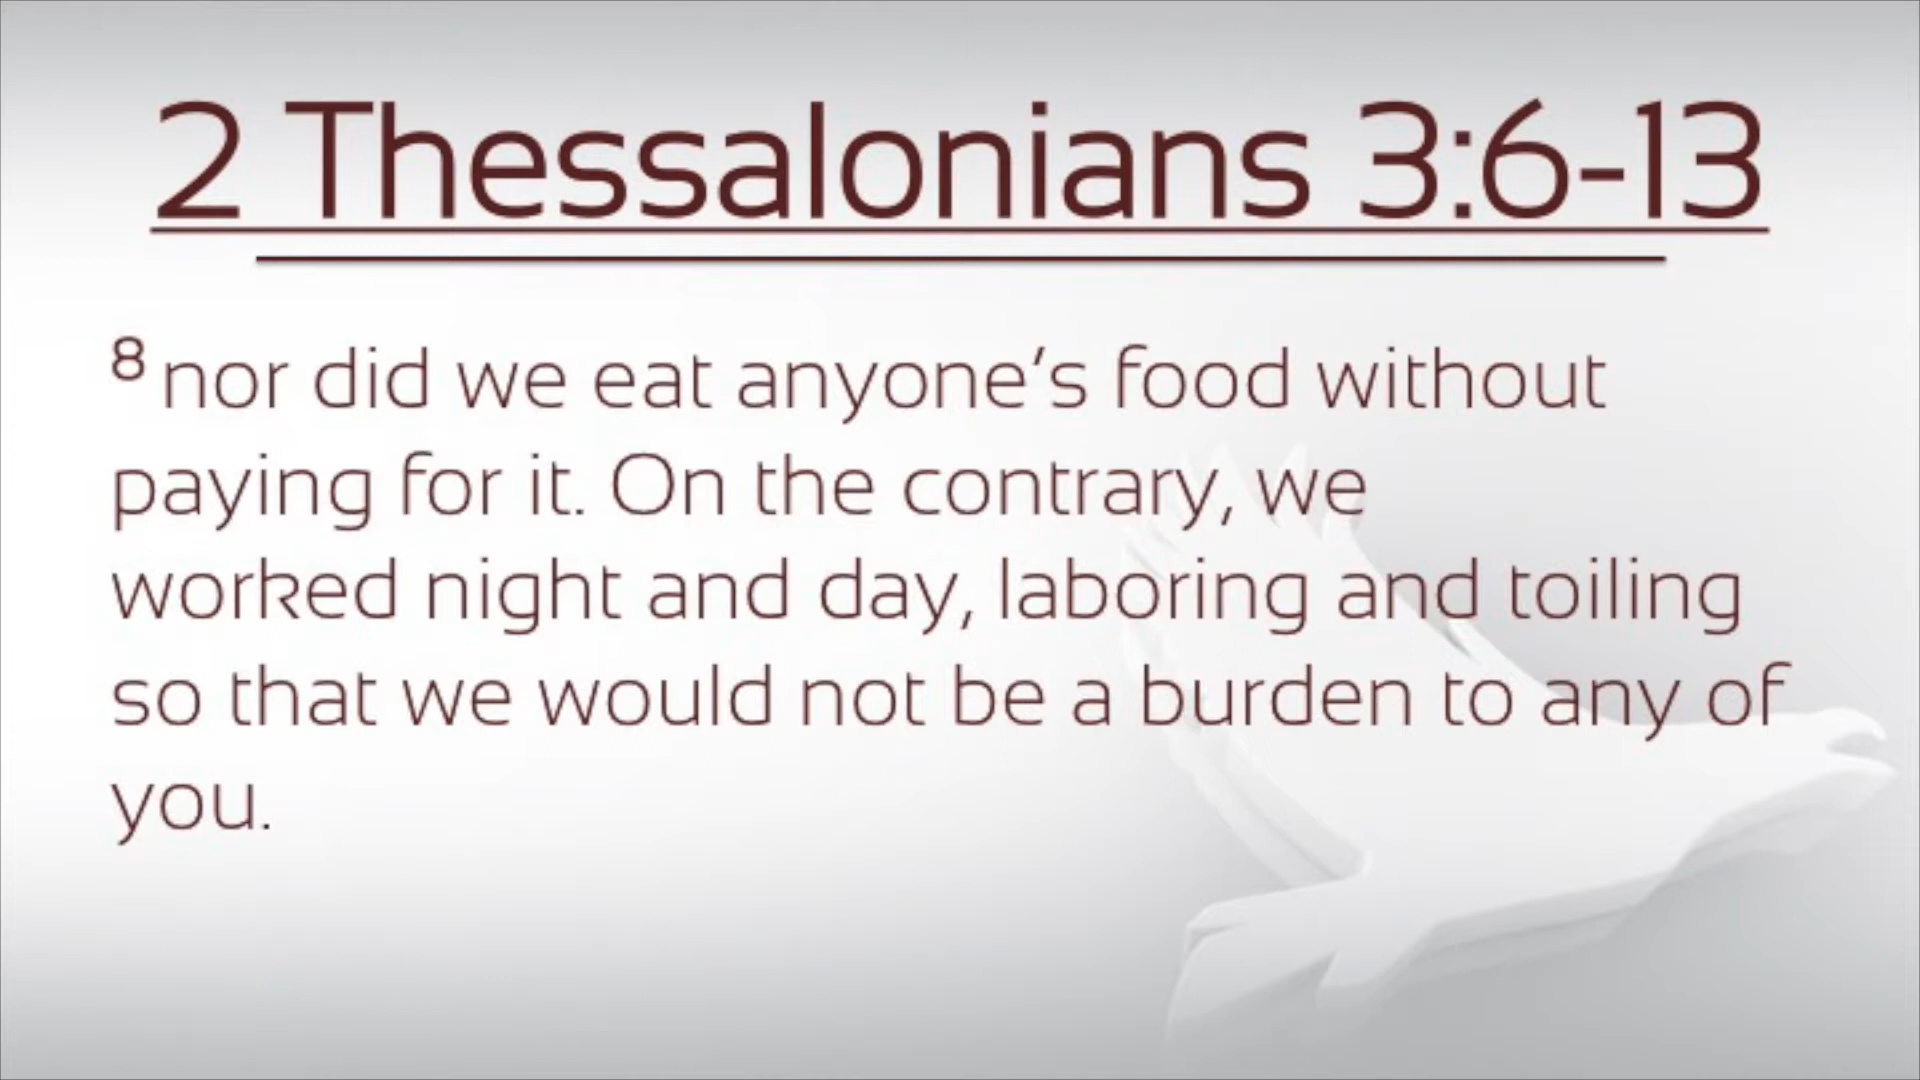 2 Thessalonians 3:6-13
8 nor did we eat anyone’s food without
paying for it. On the contrary, we
worked night and day, laboring and toiling
so that we would not be a burden to any of
you.